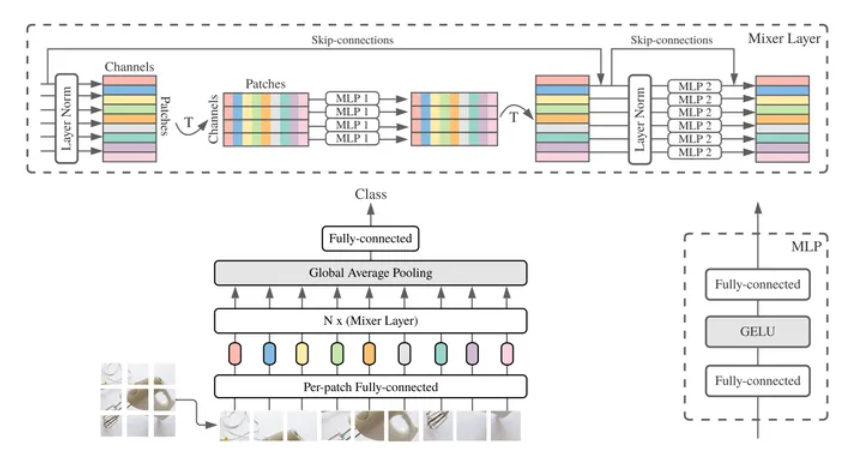 Skip-connections
Skip-connections
Mixer Layer
Channels
Layer Norm
Patches
T
Patches
Channels
MLP 1
MLP 1
MLP 1
MLP 1
T
Layer Norm
MLP 2
MLP 2
MLP 2
MLP 2
MLP 2
MLP 2
Class
Fully-connected
Global Average Pooling
N x (Mixer Layer)
Per-patch Fully-connected
MLP
Fully-connected
GELU
Fully-connected